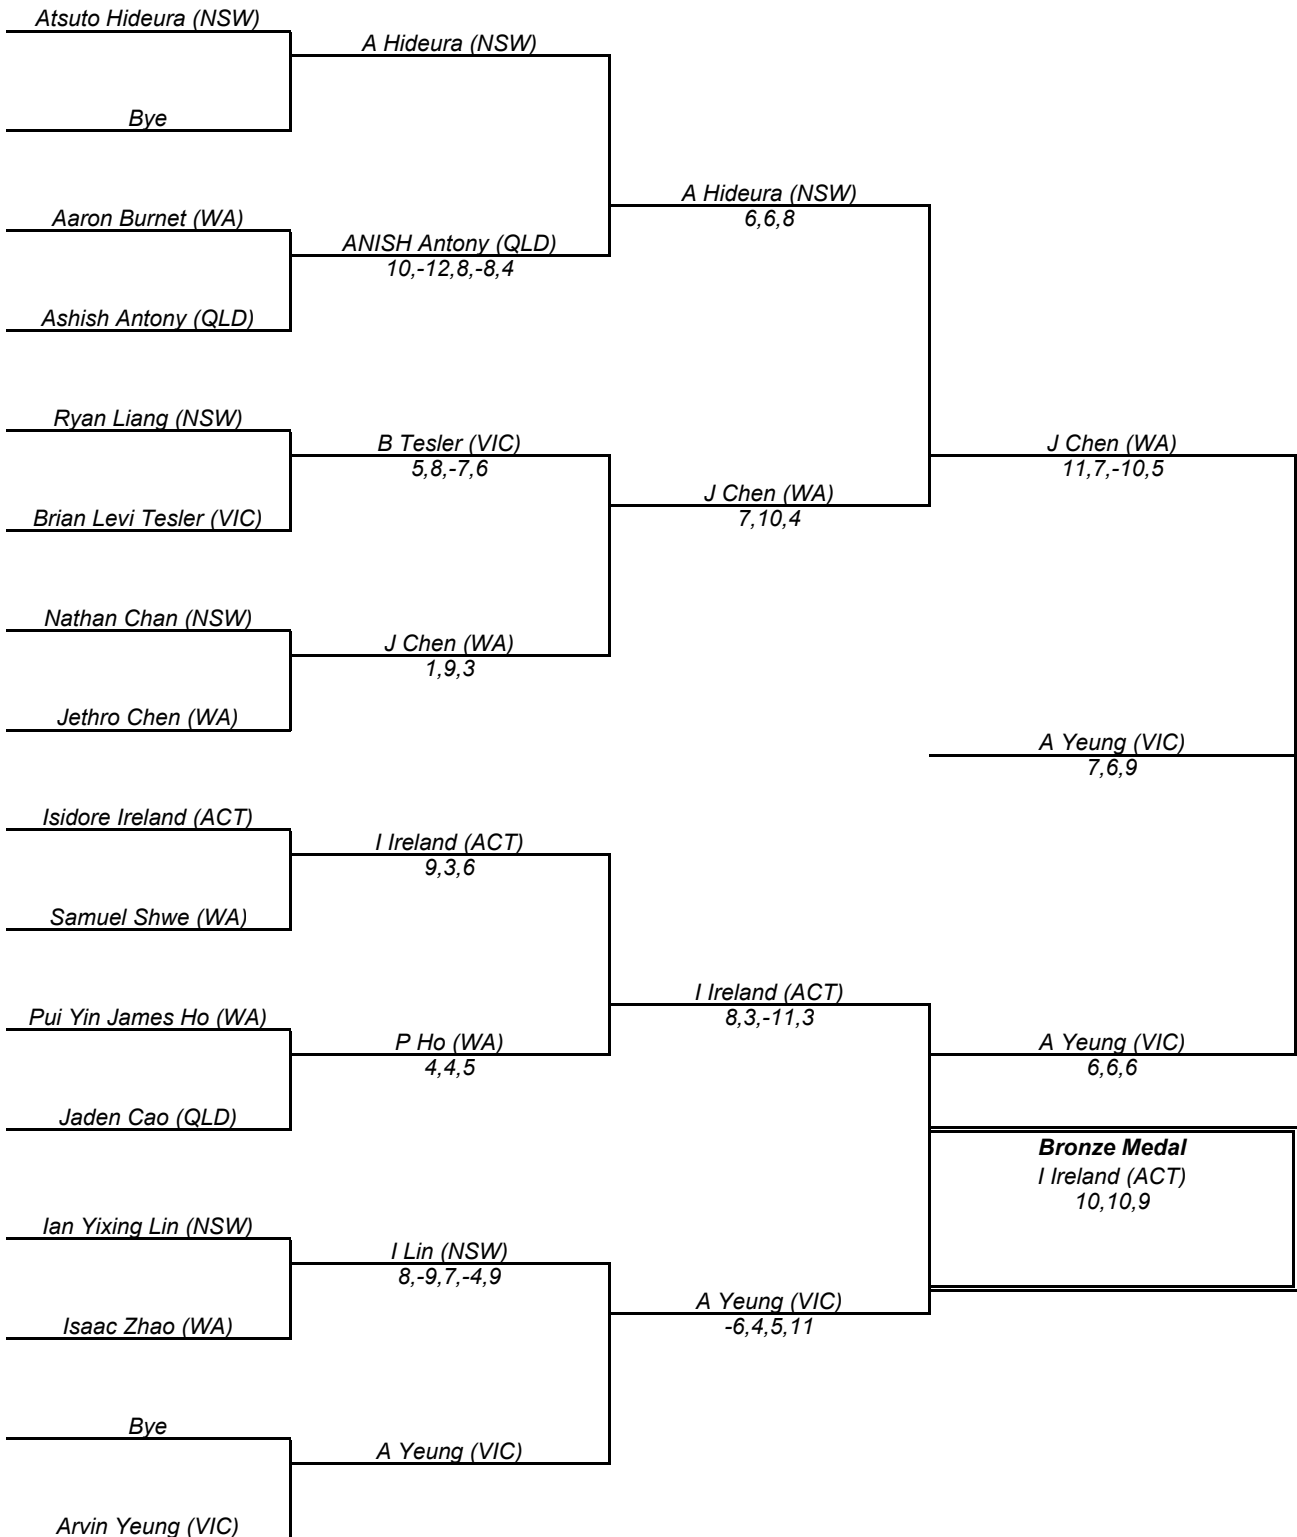 Atsuto Hideura (NSW)
A Hideura (NSW)
Bye
A Hideura (NSW)
6,6,8
Aaron Burnet (WA)
ANISH Antony (QLD)
10,-12,8,-8,4
Ashish Antony (QLD)
Ryan Liang (NSW)
B Tesler (VIC)
5,8,-7,6
J Chen (WA)
11,7,-10,5
J Chen (WA)
7,10,4
Brian Levi Tesler (VIC)
Nathan Chan (NSW)
J Chen (WA)
1,9,3
Jethro Chen (WA)
A Yeung (VIC)
7,6,9
Isidore Ireland (ACT)
I Ireland (ACT)
9,3,6
Samuel Shwe (WA)
I Ireland (ACT)
8,3,-11,3
Pui Yin James Ho (WA)
P Ho (WA)
4,4,5
A Yeung (VIC)
6,6,6
Jaden Cao (QLD)
Bronze Medal
I Ireland (ACT)
10,10,9
Ian Yixing Lin (NSW)
I Lin (NSW)
8,-9,7,-4,9
A Yeung (VIC)
-6,4,5,11
Isaac Zhao (WA)
Bye
A Yeung (VIC)
Arvin Yeung (VIC)